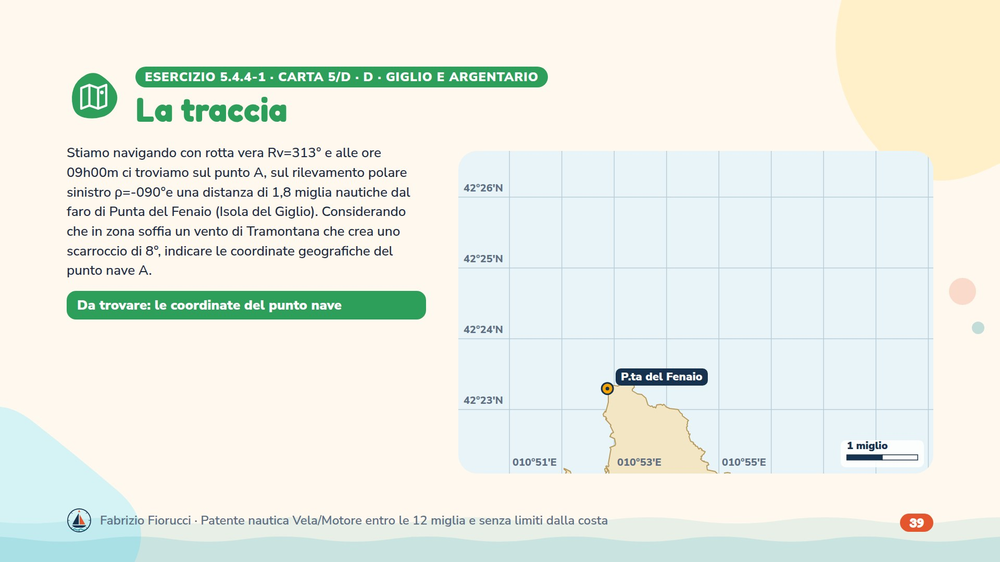 ESERCIZIO 5.4.4-1 · CARTA 5/D · D · GIGLIO E ARGENTARIO
La traccia
Stiamo navigando con rotta vera Rv=313° e alle ore
09h00m ci troviamo sul punto A, sul rilevamento polare
sinistro ρ=-090°e una distanza di 1,8 miglia nautiche dal
faro di Punta del Fenaio (Isola del Giglio). Considerando
che in zona soffia un vento di Tramontana che crea uno
scarroccio di 8°, indicare le coordinate geografiche del
punto nave A.
Da trovare: le coordinate del punto nave
42°26'N
42°25'N
42°24'N
P.ta del Fenaio
42°23'N
1 miglio
010°51'E
010°53'E
010°55'E
Fabrizio Fiorucci · Patente nautica Vela/Motore entro le 12 miglia e senza limiti dalla costa
39